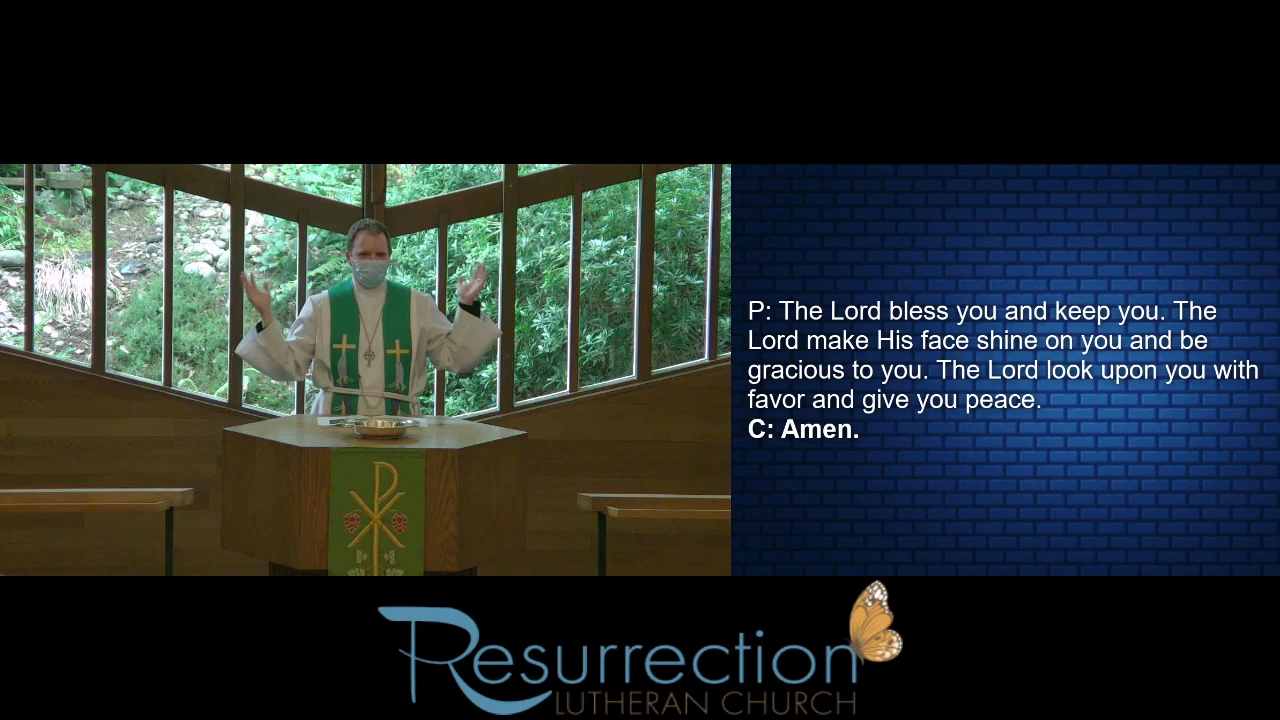 P: The Lord bless you and keep you. The
Lord make His face shine on you and be
gracious to you. The Lord look upon you with
favor and give you peace.
C: Amen.
Resurrection
LUTHERAN CHURCH